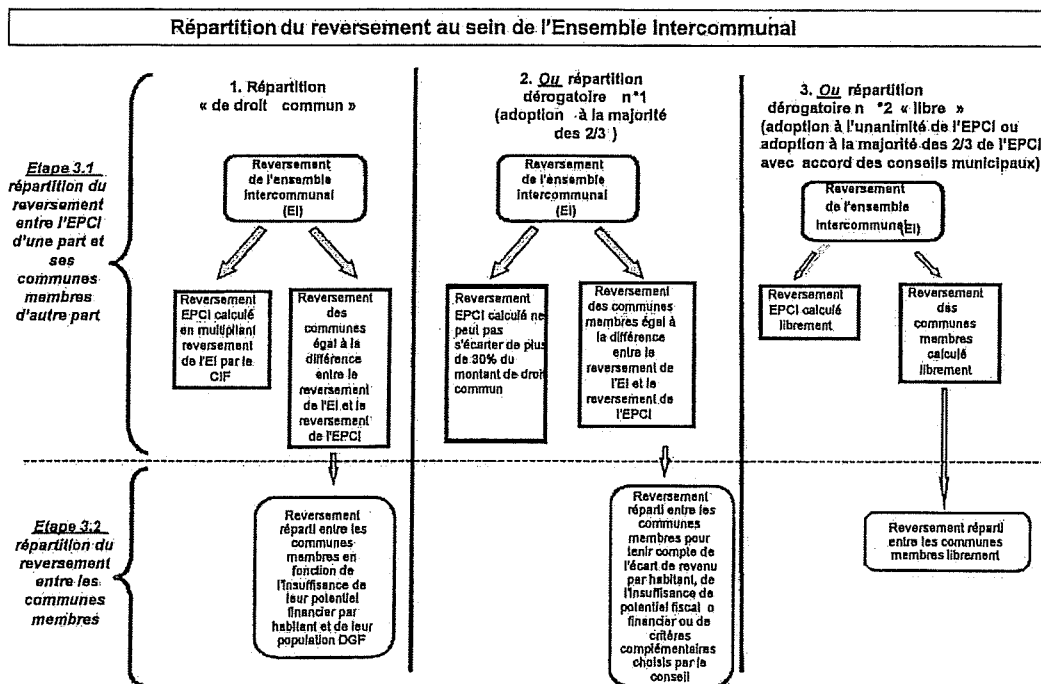 Répartition du reversement au sein de l'Ensemble Intercommunal
1. Répartition
« de droit commun »
2. Ou répartition
dérogatoire n°1
(adoption à la majorité
des 2/3 )
3. Ou répartition
dérogatoire n °2 « libre »
(adoption à l'unanimité de l'EPCI ou
adoption à la majorité des 2/3 de l'EPCI
avec accord des conseils municipaux)
Etape 3.1
répartition du
reversement
entre l'EPCI
d'une part et
ses
communes
membres
d'autre part
Reversement
de l'ensemble
intercommunal
(EI)
Reversement
EPCI calculé
en multipliant
reversement
de l'EI par le
CIF
Reversement
des
communes
égal à la
différence
entre le
reversement
de l'EI et le
reversement
de l'EPCI
Reversement
de l'ensemble
intercommunal
(EI)
Reversement
EPCI calculé ne
peut pas
s'écarter de plus
de 30% du
montant de droit
commun
Reversement
des communes
membres égal à la
différence entre
le reversement de
l'EI et le
reversement de
l'EPCI
Reversement
de l'ensemble
intercommunal(EI)
Reversement
EPCI calculé
librement
Reversement
des
communes
membres
calculé
librement
Etape 3.2
répartition du
reversement
entre les
communes
membres
Reversement
réparti entre les
communes
membres en
fonction de
l'insuffisance de
leur potentiel
financier par
habitant et de leur
population DGF
Reversement
réparti entre les
communes
membres pour
tenir compte de
l'écart de revenu
par habitant, de
l'insuffisance de
potentiel fiscal o
financier ou de
critères
complémentaires
choisis par le
conseil
Reversement réparti
entre les communes
membres librement